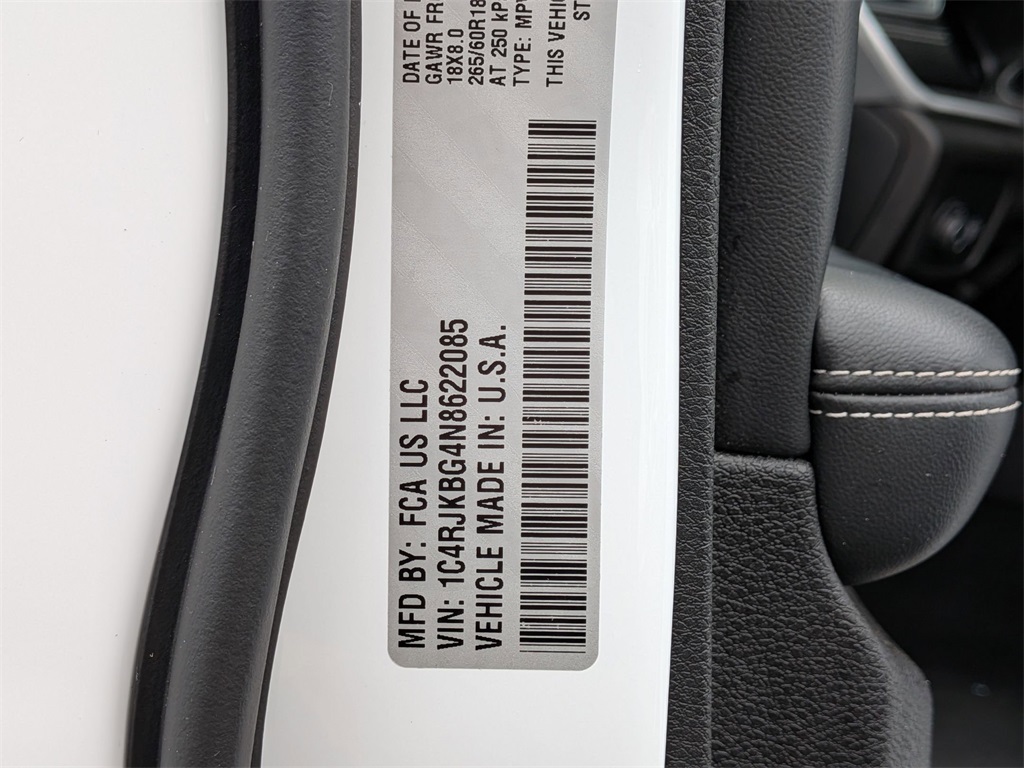 MFD BY: FCA US LLC
VIN: 1C4RJKBG4N8622085
VEHICLE MADE IN: U.S.A.
DATE OF
GAWR FR
18X8.0
265/60R18
AT 250 kP
TYPE: MP
THIS VEHIC
ST